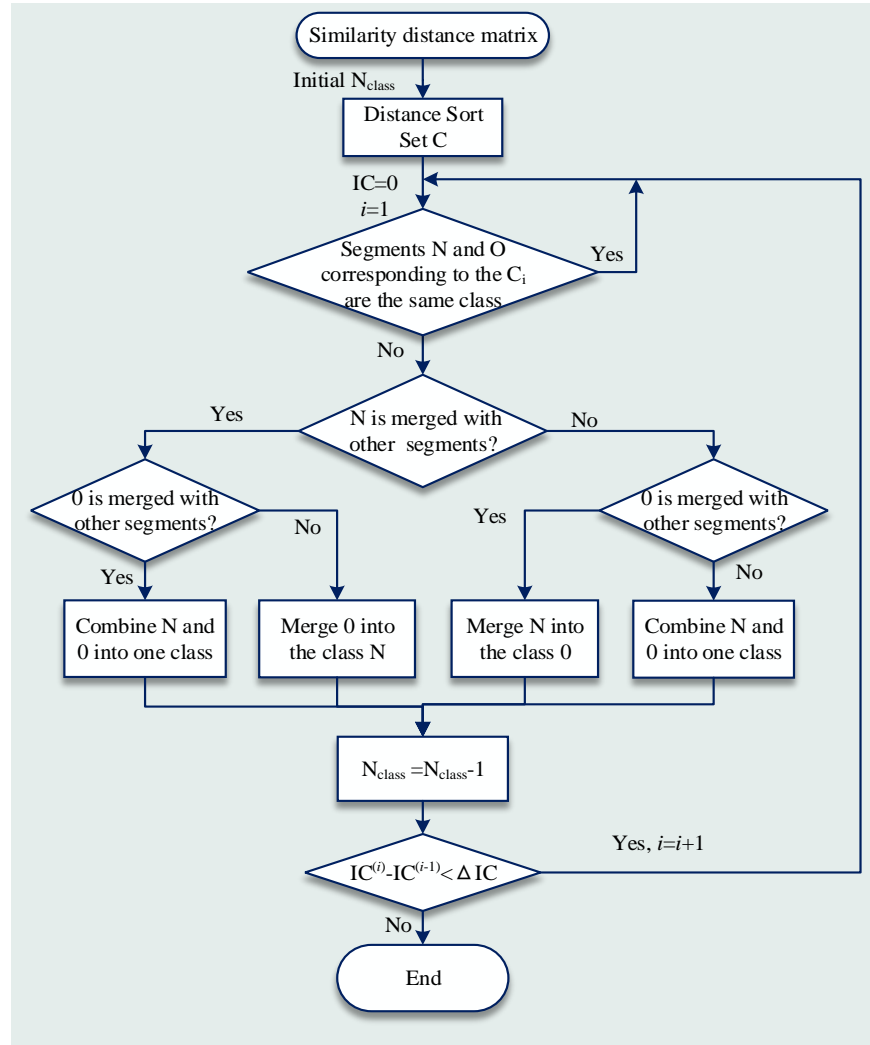 Similarity distance matrix
Initial N_class
Distance Sort
Set C
IC=0
i=1
Segments N and O
corresponding to the C_i
are the same class
Yes
No
N is merged with
other segments?
Yes
No
0 is merged with
other segments?
0 is merged with
other segments?
No
Yes
Yes
No
Combine N and
0 into one class
Merge 0 into
the class N
Merge N into
the class 0
Combine N and
0 into one class
N_class =N_class-1
IC^(i)-IC^(i-1)< Δ IC
Yes, i=i+1
No
End